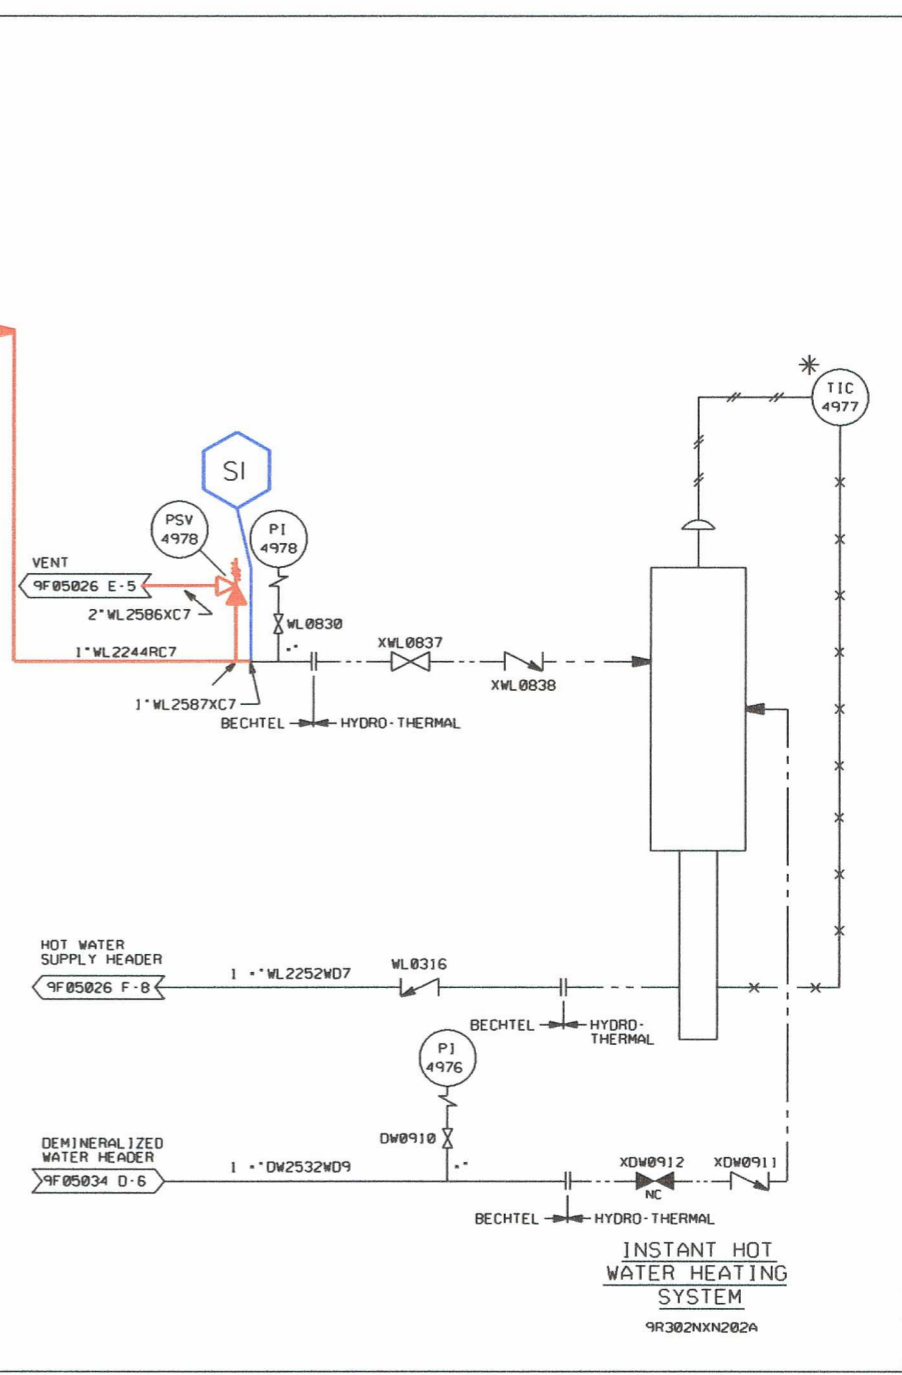 TIC
4977
SI
PSV
4978
PI
4978
VENT
9F05026 E-5
2"WL2586XC7
WL0830
1"WL2244RC7
XWL0837
XWL0838
1"WL2587XC7
BECHTEL
HYDRO-THERMAL
HOT WATER
SUPPLY HEADER
9F05026 F-8
1 "WL2252WD7
WL0316
BECHTEL
HYDRO-
THERMAL
PI
4976
DW0910
DEMINERALIZED
WATER HEADER
9F05034 D-6
1 "DW2532WD9
XDW0912
NC
XDW0911
BECHTEL
HYDRO-THERMAL
INSTANT HOT
WATER HEATING
SYSTEM
9R302NXN202A